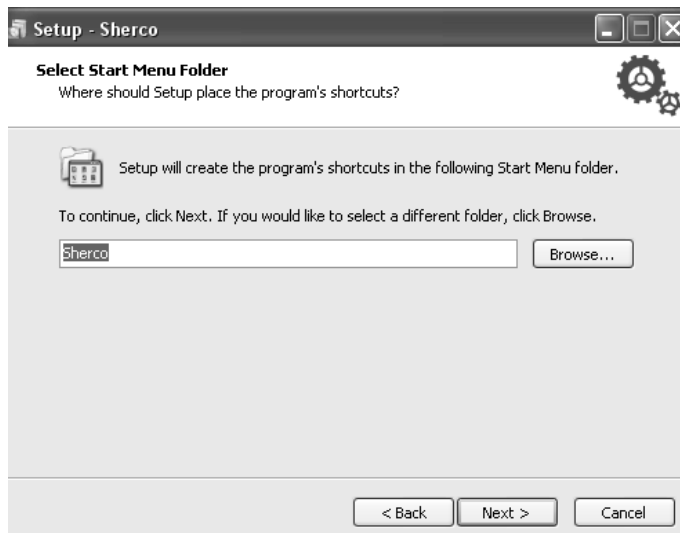 Setup - Sherco
Select Start Menu Folder
Where should Setup place the program's shortcuts?
Setup will create the program's shortcuts in the following Start Menu folder.
To continue, click Next. If you would like to select a different folder, click Browse.
Sherco
Browse...
< Back
Next >
Cancel